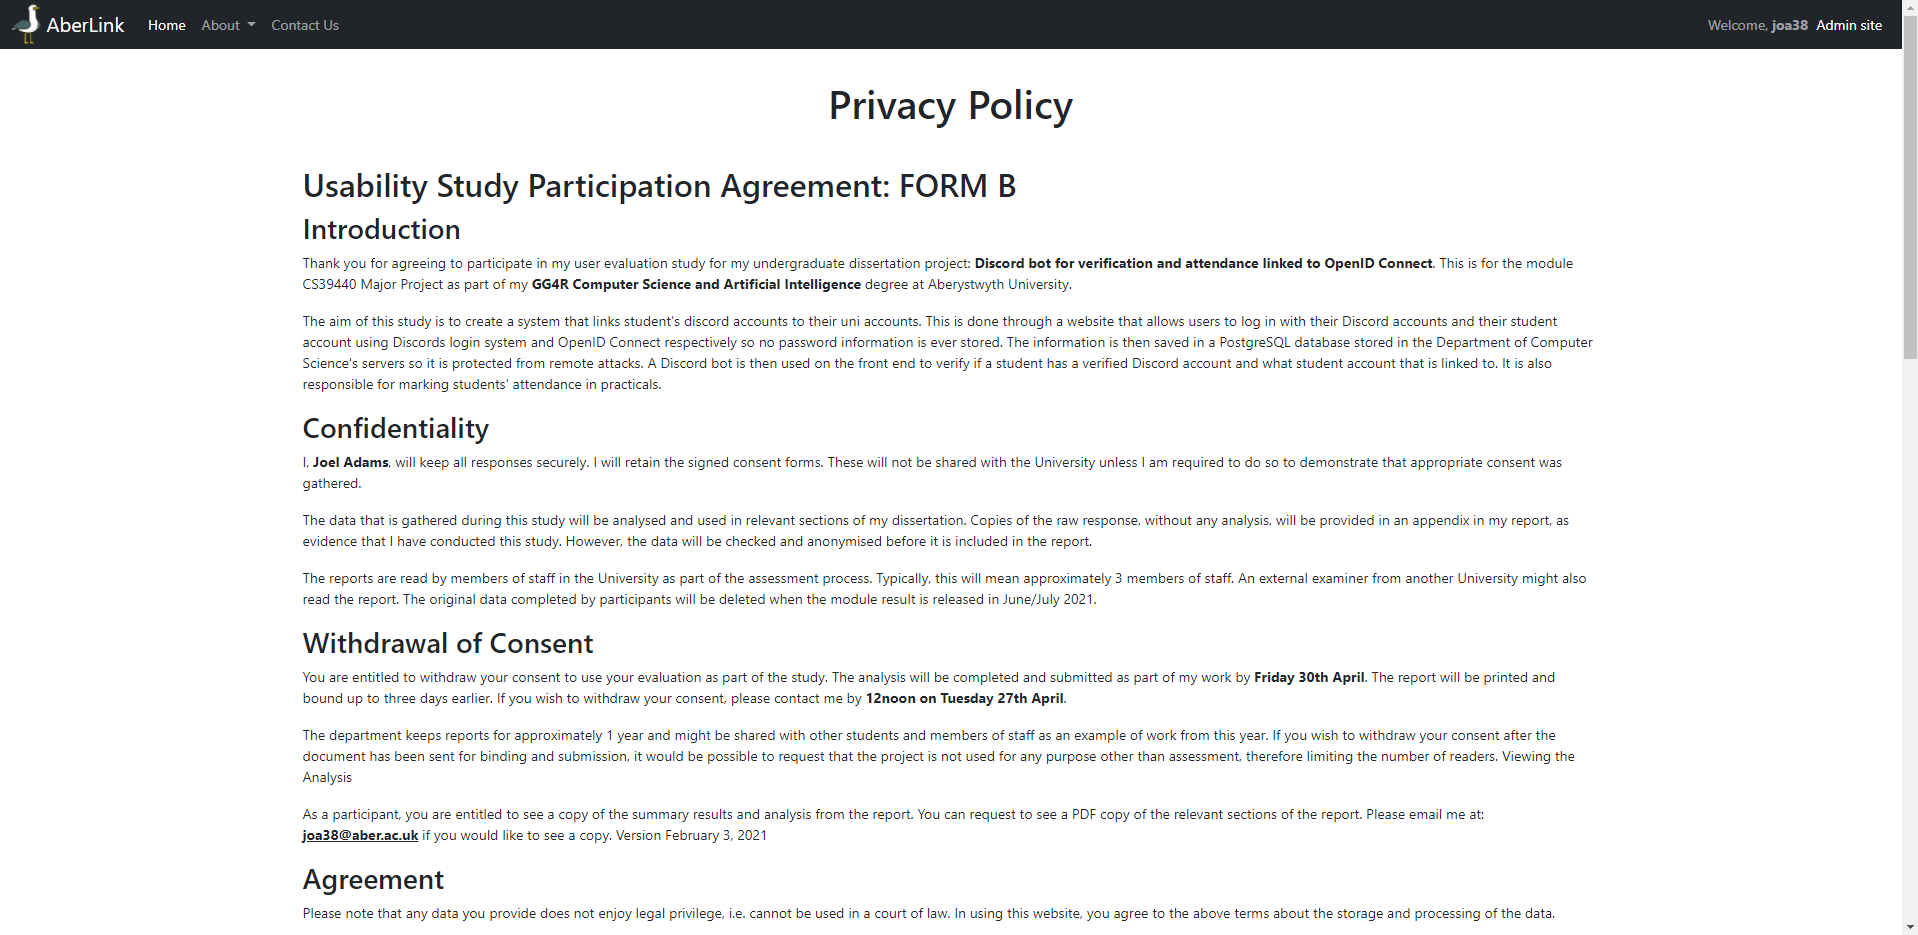 AberLink Home About Contact Us Welcome, joa38 Admin site
Privacy Policy
Usability Study Participation Agreement: FORM B
Introduction
Thank you for agreeing to participate in my user evaluation study for my undergraduate dissertation project: Discord bot for verification and attendance linked to OpenID Connect. This is for the module
CS39440 Major Project as part of my GG4R Computer Science and Artificial Intelligence degree at Aberystwyth University.
The aim of this study is to create a system that links student's discord accounts to their uni accounts. This is done through a website that allows users to log in with their Discord accounts and their student
account using Discords login system and OpenID Connect respectively so no password information is ever stored. The information is then saved in a PostgreSQL database stored in the Department of Computer
Science's servers so it is protected from remote attacks. A Discord bot is then used on the front end to verify if a student has a verified Discord account and what student account that is linked to. It is also
responsible for marking students' attendance in practicals.
Confidentiality
I, Joel Adams, will keep all responses securely. I will retain the signed consent forms. These will not be shared with the University unless I am required to do so to demonstrate that appropriate consent was
gathered.
The data that is gathered during this study will be analysed and used in relevant sections of my dissertation. Copies of the raw response, without any analysis, will be provided in an appendix in my report, as
evidence that I have conducted this study. However, the data will be checked and anonymised before it is included in the report.
The reports are read by members of staff in the University as part of the assessment process. Typically, this will mean approximately 3 members of staff. An external examiner from another University might also
read the report. The original data completed by participants will be deleted when the module result is released in June/July 2021.
Withdrawal of Consent
You are entitled to withdraw your consent to use your evaluation as part of the study. The analysis will be completed and submitted as part of my work by Friday 30th April. The report will be printed and
bound up to three days earlier. If you wish to withdraw your consent, please contact me by 12noon on Tuesday 27th April.
The department keeps reports for approximately 1 year and might be shared with other students and members of staff as an example of work from this year. If you wish to withdraw your consent after the
document has been sent for binding and submission, it would be possible to request that the project is not used for any purpose other than assessment, therefore limiting the number of readers. Viewing the
Analysis
As a participant, you are entitled to see a copy of the summary results and analysis from the report. You can request to see a PDF copy of the relevant sections of the report. Please email me at:
joa38@aber.ac.uk if you would like to see a copy. Version February 3, 2021
Agreement
Please note that any data you provide does not enjoy legal privilege, i.e. cannot be used in a court of law. In using this website, you agree to the above terms about the storage and processing of the data.